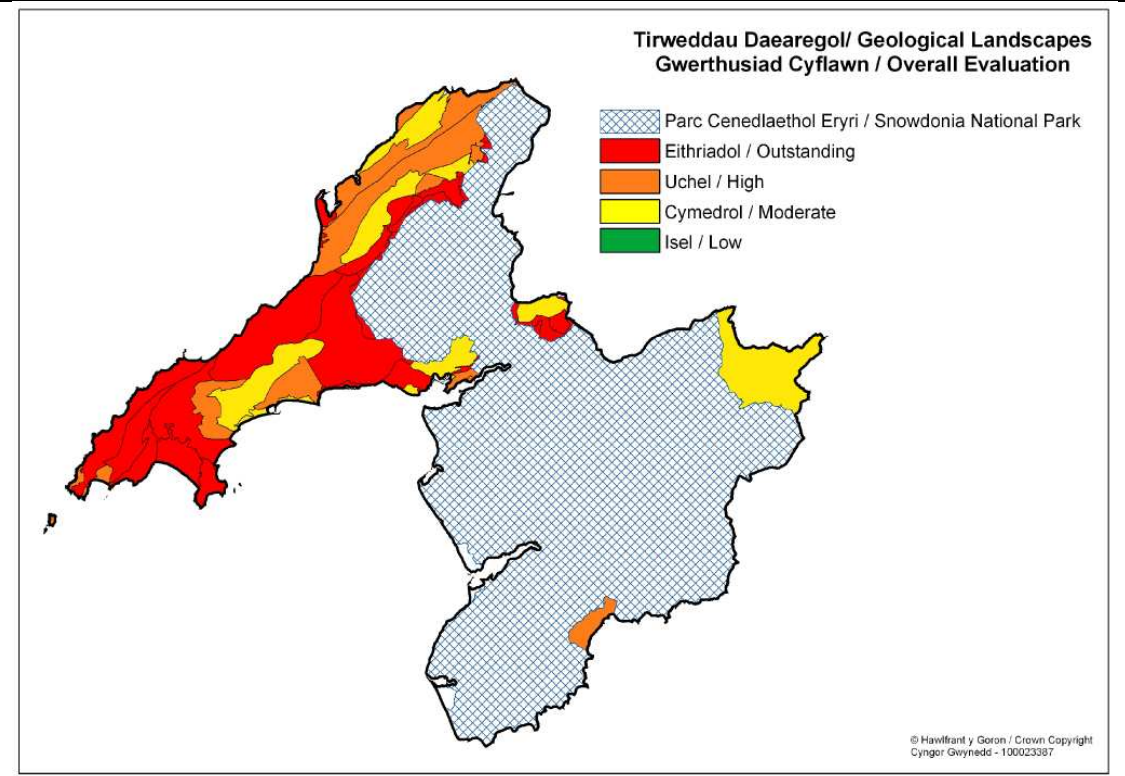 Tirweddau Daearegol/ Geological Landscapes
Gwerthusiad Cyflawn / Overall Evaluation
Parc Cenedlaethol Eryri / Snowdonia National Park
Eithriadol / Outstanding
Uchel / High
Cymedrol / Moderate
Isel / Low
© Hawlfrant y Goron / Crown Copyright
Cyngor Gwynedd - 100023387